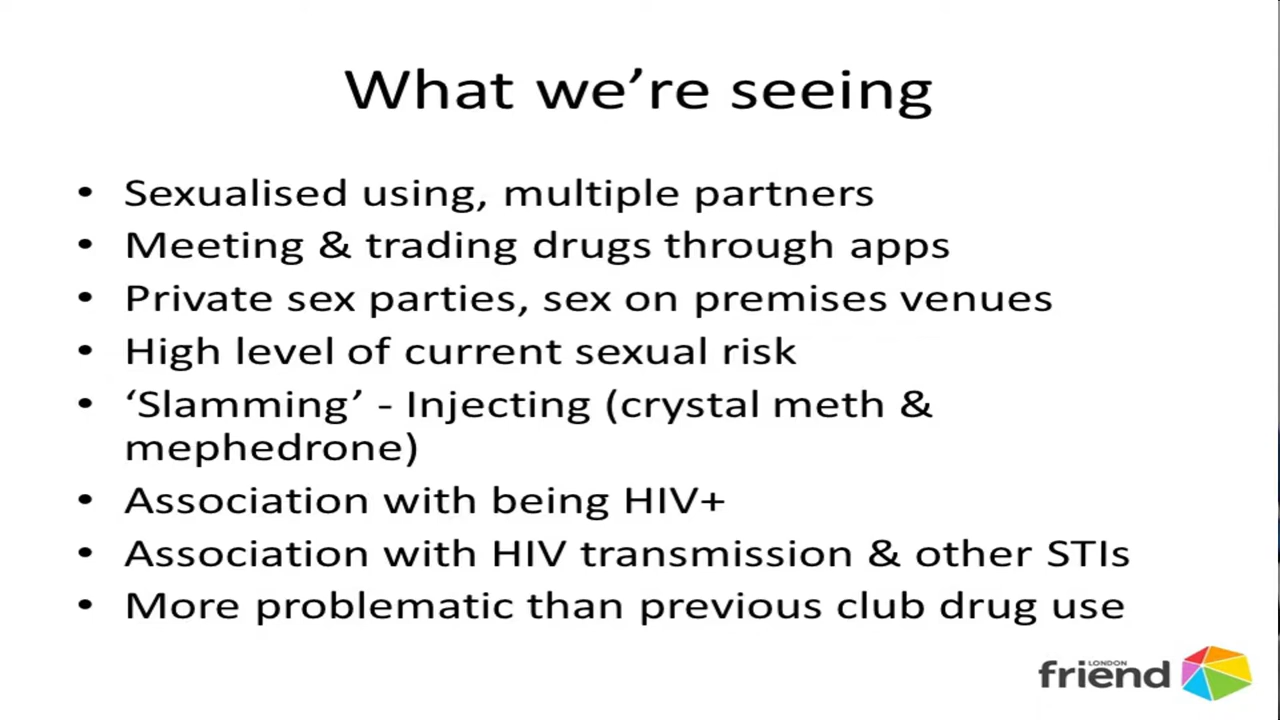 What we’re seeing
• Sexualised using, multiple partners
• Meeting & trading drugs through apps
• Private sex parties, sex on premises venues
• High level of current sexual risk
• ‘Slamming’ - Injecting (crystal meth &
mephedrone)
• Association with being HIV+
• Association with HIV transmission & other STIs
• More problematic than previous club drug use
LONDON
friend